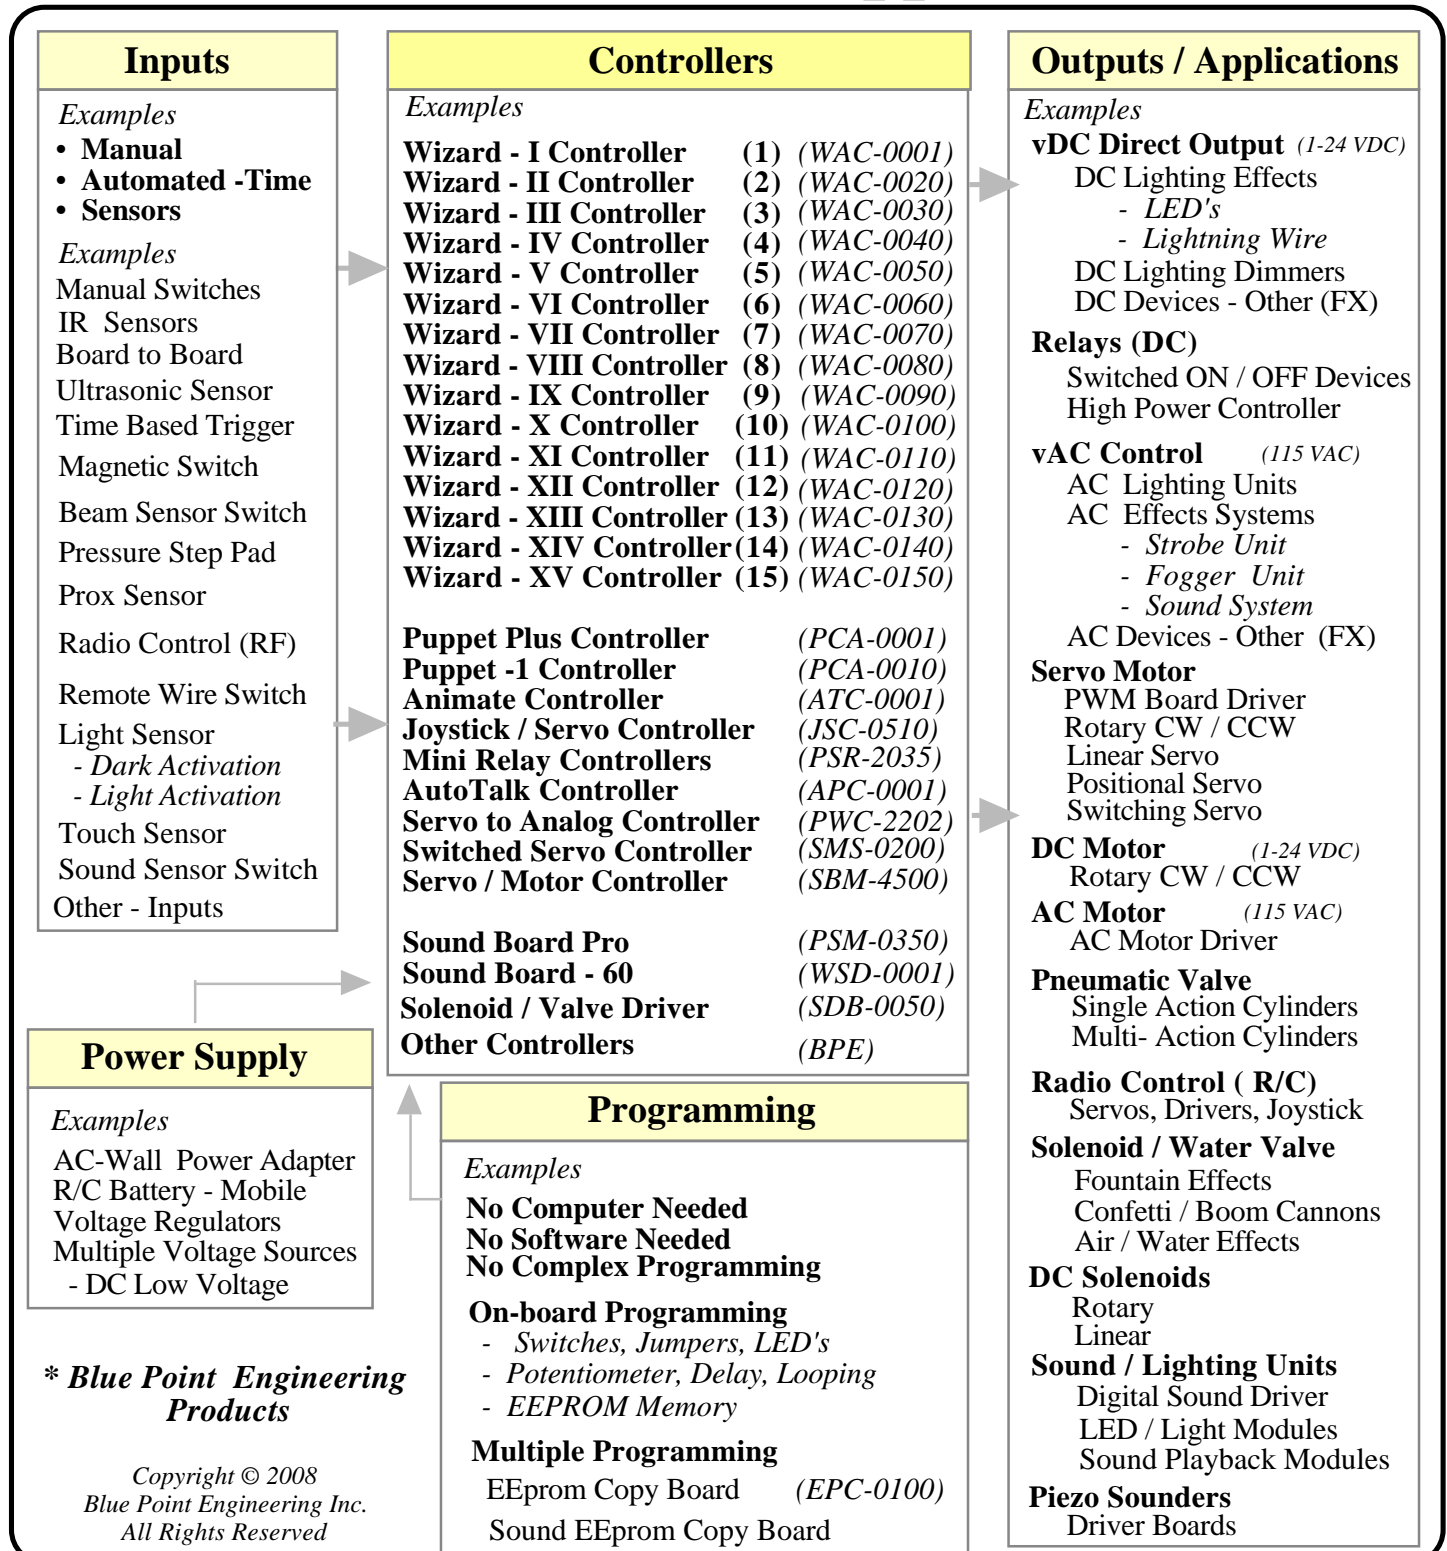 Inputs
Examples
• Manual
• Automated -Time
• Sensors
Examples
Manual Switches
IR Sensors
Board to Board
Ultrasonic Sensor
Time Based Trigger
Magnetic Switch
Beam Sensor Switch
Pressure Step Pad
Prox Sensor
Radio Control (RF)
Remote Wire Switch
Light Sensor
- Dark Activation
- Light Activation
Touch Sensor
Sound Sensor Switch
Other - Inputs
Power Supply
Examples
AC-Wall Power Adapter
R/C Battery - Mobile
Voltage Regulators
Multiple Voltage Sources
- DC Low Voltage
* Blue Point Engineering
Products
Copyright © 2008
Blue Point Engineering Inc.
All Rights Reserved
Controllers
Examples
Wizard - I Controller (1) (WAC-0001)
Wizard - II Controller (2) (WAC-0020)
Wizard - III Controller (3) (WAC-0030)
Wizard - IV Controller (4) (WAC-0040)
Wizard - V Controller (5) (WAC-0050)
Wizard - VI Controller (6) (WAC-0060)
Wizard - VII Controller (7) (WAC-0070)
Wizard - VIII Controller (8) (WAC-0080)
Wizard - IX Controller (9) (WAC-0090)
Wizard - X Controller (10) (WAC-0100)
Wizard - XI Controller (11) (WAC-0110)
Wizard - XII Controller (12) (WAC-0120)
Wizard - XIII Controller (13) (WAC-0130)
Wizard - XIV Controller (14) (WAC-0140)
Wizard - XV Controller (15) (WAC-0150)
Puppet Plus Controller (PCA-0001)
Puppet -1 Controller (PCA-0010)
Animate Controller (ATC-0001)
Joystick / Servo Controller (JSC-0510)
Mini Relay Controllers (PSR-2035)
AutoTalk Controller (APC-0001)
Servo to Analog Controller (PWC-2202)
Switched Servo Controller (SMS-0200)
Servo / Motor Controller (SBM-4500)
Sound Board Pro (PSM-0350)
Sound Board - 60 (WSD-0001)
Solenoid / Valve Driver (SDB-0050)
Other Controllers (BPE)
Programming
Examples
No Computer Needed
No Software Needed
No Complex Programming
On-board Programming
- Switches, Jumpers, LED's
- Potentiometer, Delay, Looping
- EEPROM Memory
Multiple Programming
EEprom Copy Board (EPC-0100)
Sound EEprom Copy Board
Outputs / Applications
Examples
vDC Direct Output (1-24 VDC)
DC Lighting Effects
- LED's
- Lightning Wire
DC Lighting Dimmers
DC Devices - Other (FX)
Relays (DC)
Switched ON / OFF Devices
High Power Controller
vAC Control (115 VAC)
AC Lighting Units
AC Effects Systems
- Strobe Unit
- Fogger Unit
- Sound System
AC Devices - Other (FX)
Servo Motor
PWM Board Driver
Rotary CW / CCW
Linear Servo
Positional Servo
Switching Servo
DC Motor (1-24 VDC)
Rotary CW / CCW
AC Motor (115 VAC)
AC Motor Driver
Pneumatic Valve
Single Action Cylinders
Multi- Action Cylinders
Radio Control ( R/C)
Servos, Drivers, Joystick
Solenoid / Water Valve
Fountain Effects
Confetti / Boom Cannons
Air / Water Effects
DC Solenoids
Rotary
Linear
Sound / Lighting Units
Digital Sound Driver
LED / Light Modules
Sound Playback Modules
Piezo Sounders
Driver Boards